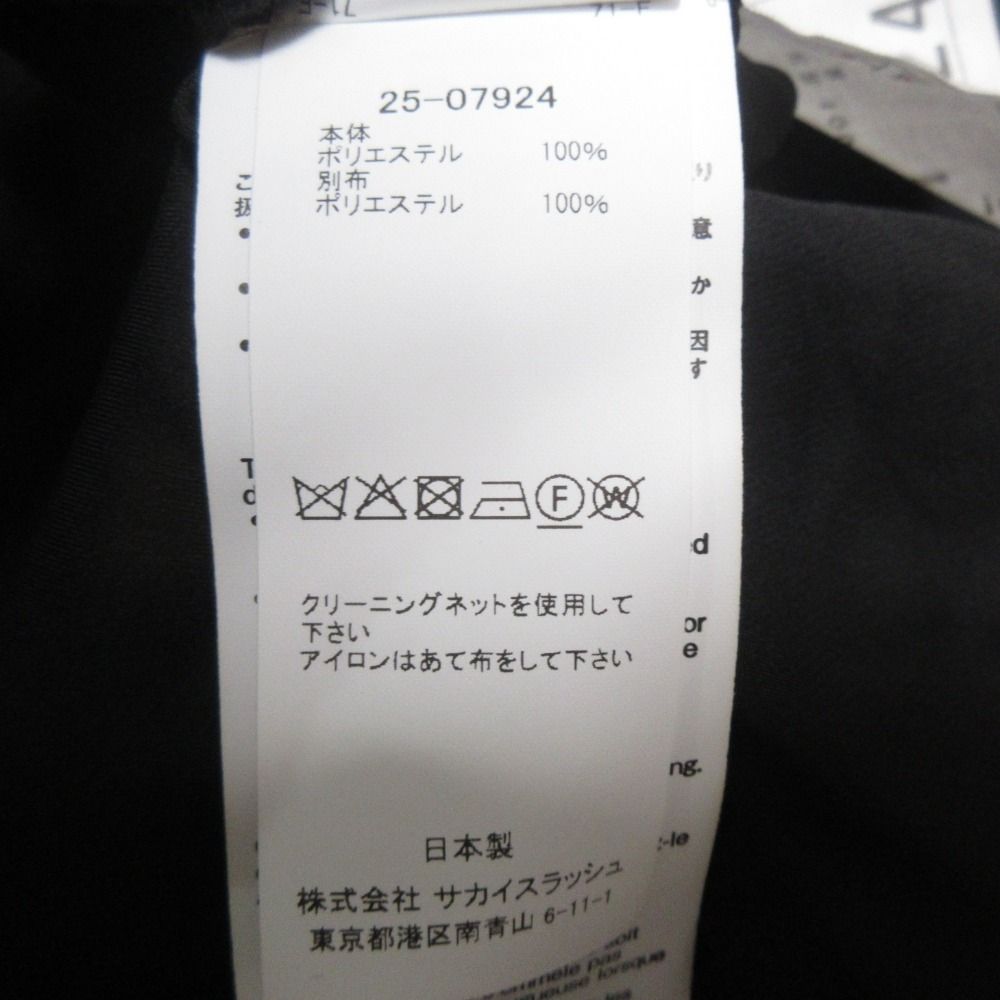 25-07924
本体
ポリエステル 100%
別布
ポリエステル 100%
F
W
クリーニングネットを使用して
下さい
アイロンはあて布をして下さい
日本製
株式会社 サカイスラッシュ
東京都港区南青山 6-11-1